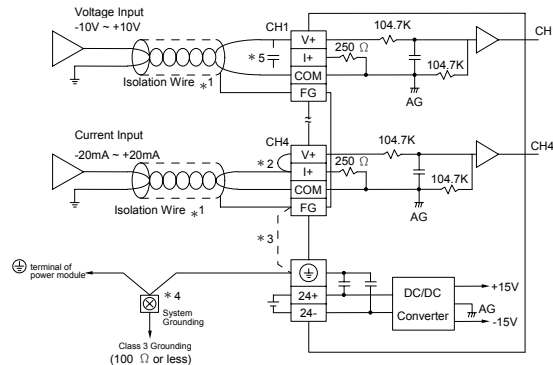 Voltage Input
-10V ~ +10V
Isolation Wire *1
*5
CH1
V+
I+
COM
FG
250 Ω
104.7K
104.7K
AG
CH
Current Input
-20mA ~ +20mA
Isolation Wire *1
CH4
*2
V+
I+
COM
FG
250 Ω
104.7K
104.7K
AG
CH4
*3
terminal of
power module
*4
System
Grounding
Class 3 Grounding
(100 Ω or less)
24+
24-
DC/DC
Converter
+15V
AG
-15V